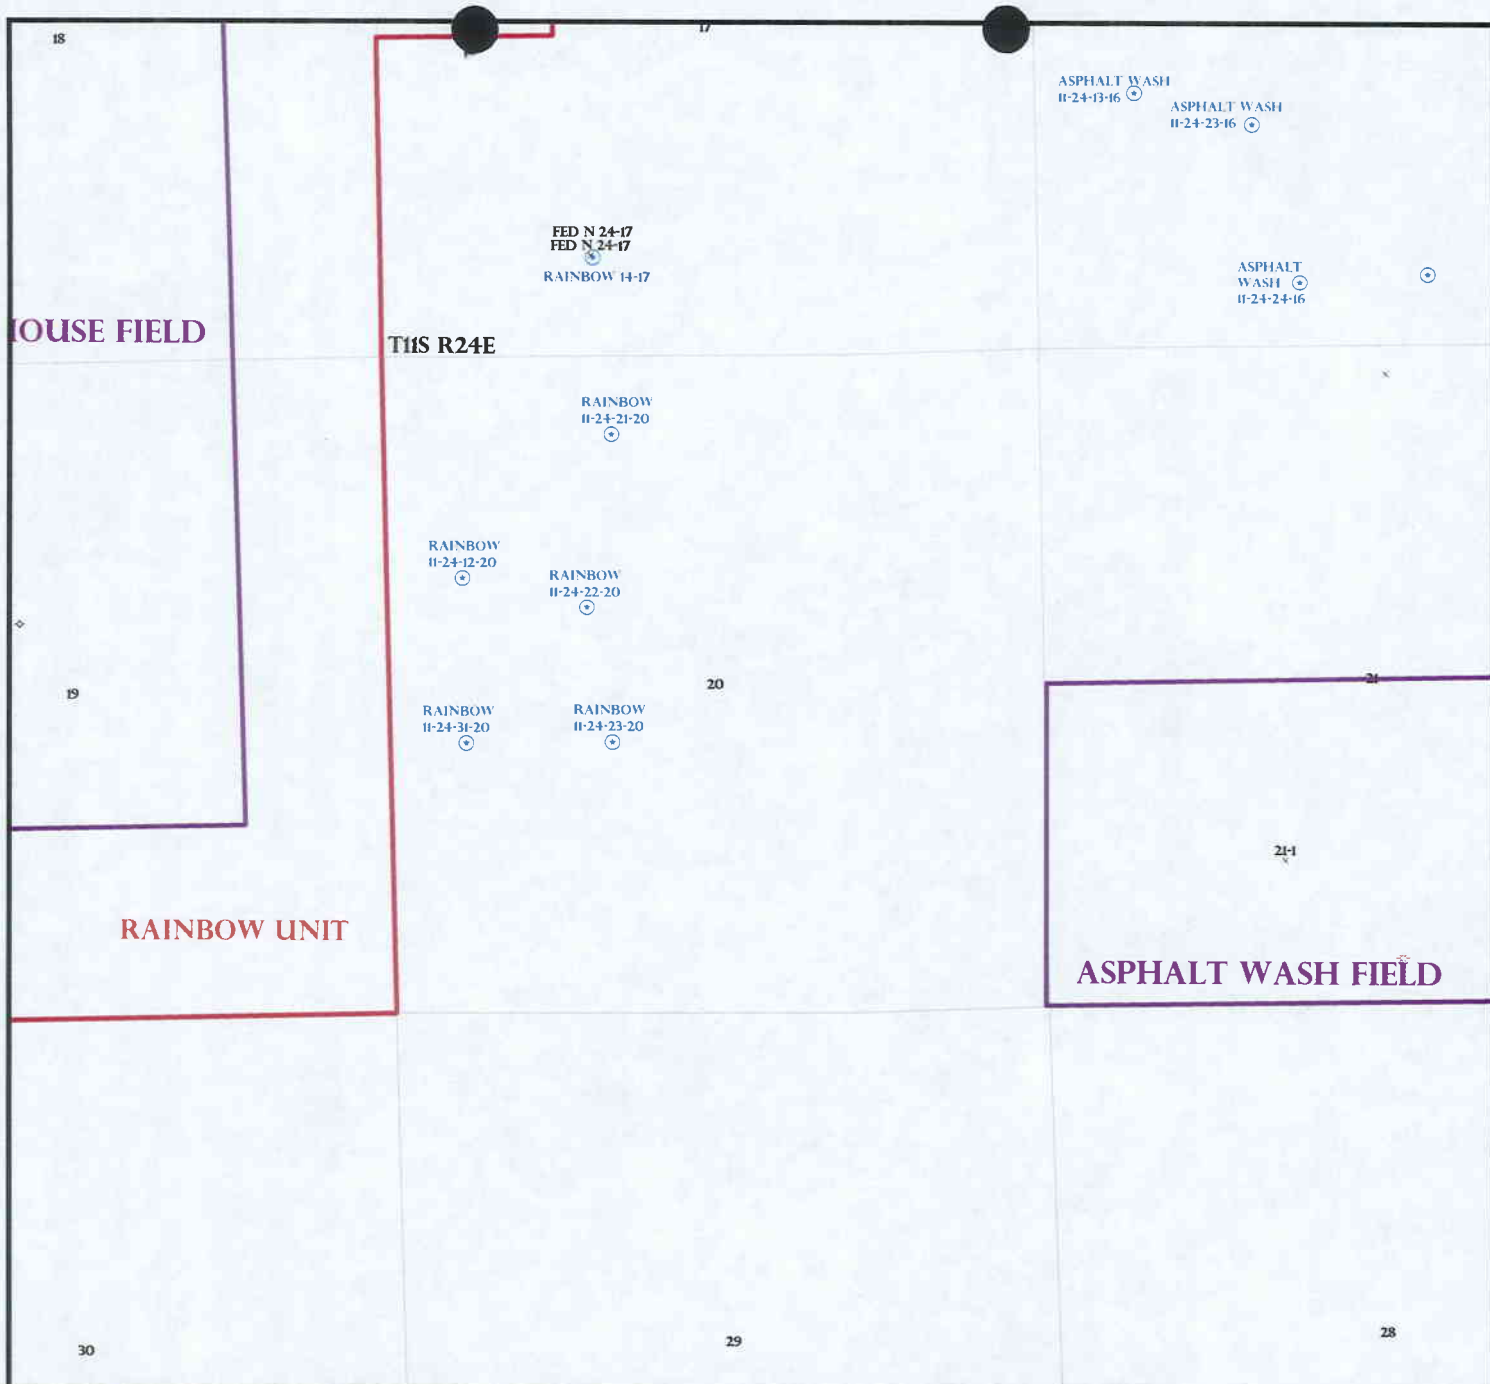 18
17
ASPHALT WASH
11-24-13-16
ASPHALT WASH
11-24-23-16
FED N 24-17
FED N 24-17
RAINBOW 14-17
ASPHALT
WASH
11-24-24-16
HOUSE FIELD
T11S R24E
RAINBOW
11-24-21-20
RAINBOW
11-24-12-20
RAINBOW
11-24-22-20
19
20
21
RAINBOW
11-24-31-20
RAINBOW
11-24-23-20
21-1
RAINBOW UNIT
ASPHALT WASH FIELD
30
29
28